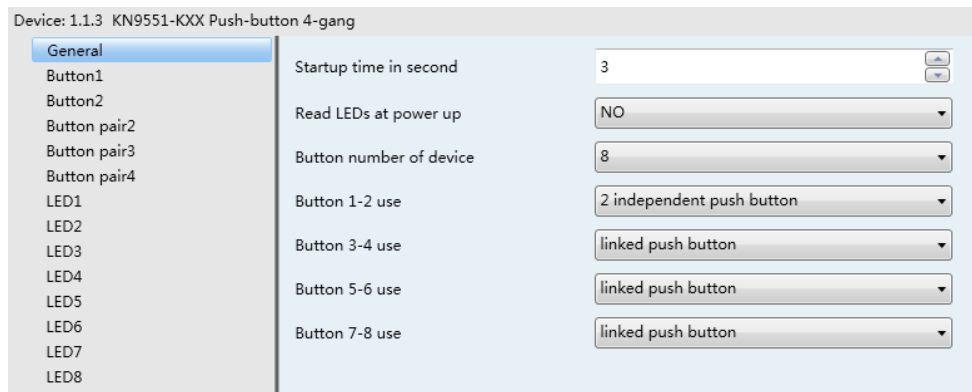 Device: 1.1.3 KN9551-KXX Push-button 4-gang
General
Button1
Button2
Button pair2
Button pair3
Button pair4
LED1
LED2
LED3
LED4
LED5
LED6
LED7
LED8
Startup time in second 3
Read LEDs at power up NO
Button number of device 8
Button 1-2 use 2 independent push button
Button 3-4 use linked push button
Button 5-6 use linked push button
Button 7-8 use linked push button